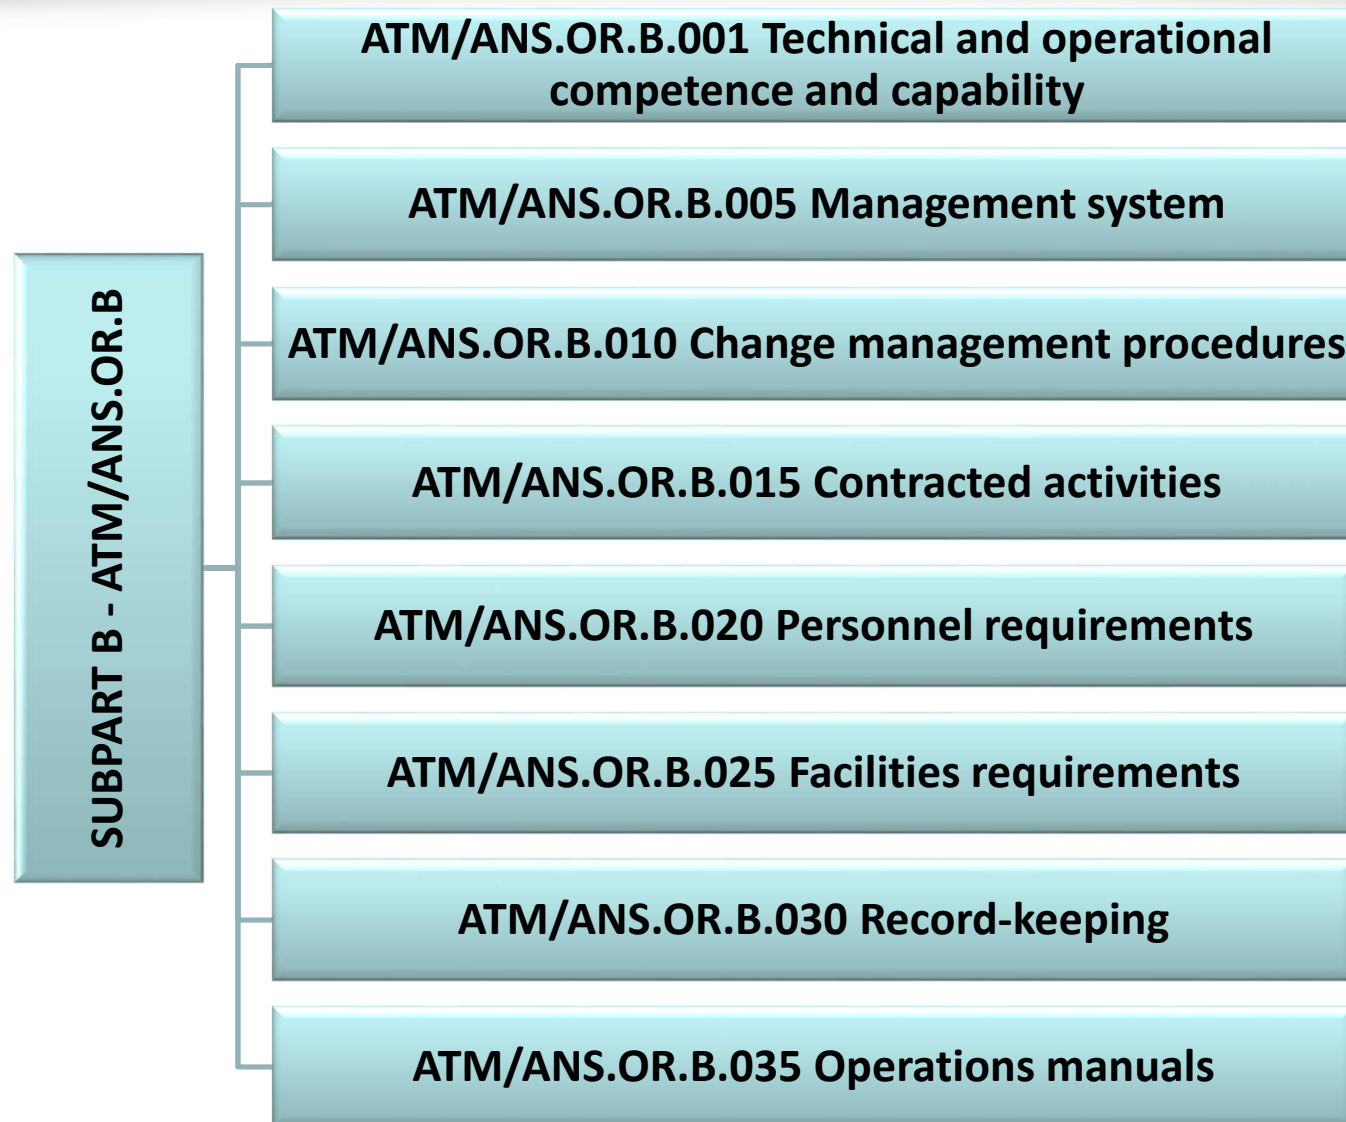 ATM/ANS.OR.B.001 Technical and operational
competence and capability
ATM/ANS.OR.B.005 Management system
ATM/ANS.OR.B.010 Change management procedures
ATM/ANS.OR.B.015 Contracted activities
SUBPART B - ATM/ANS.OR.B
ATM/ANS.OR.B.020 Personnel requirements
ATM/ANS.OR.B.025 Facilities requirements
ATM/ANS.OR.B.030 Record-keeping
ATM/ANS.OR.B.035 Operations manuals